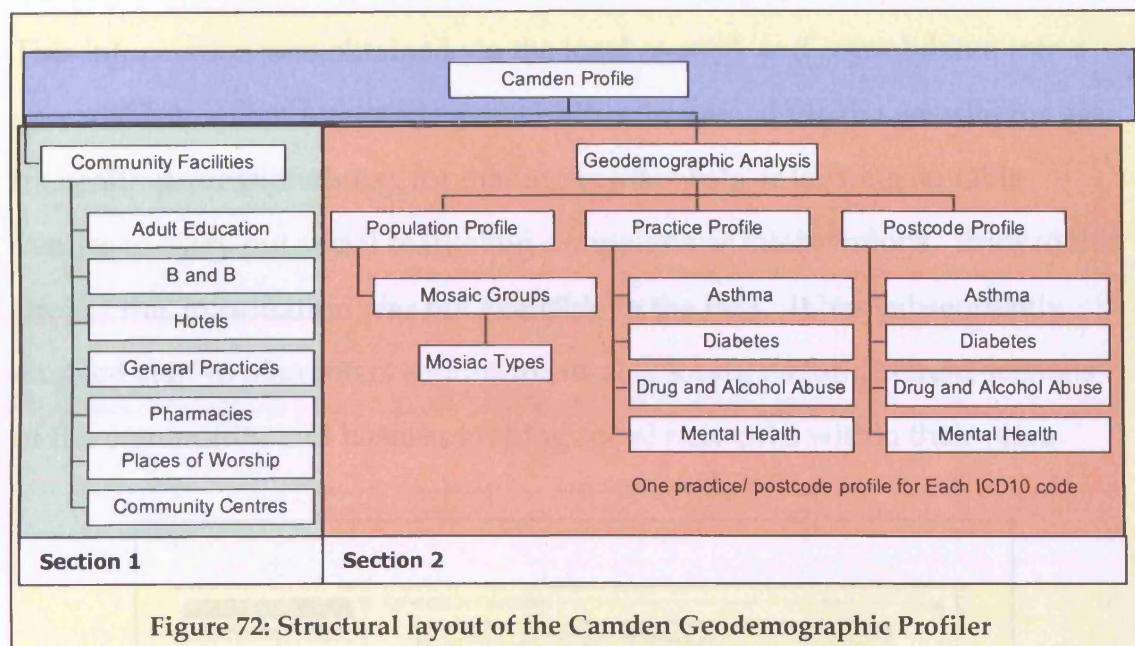 Camden Profile
Community Facilities
Adult Education
B and B
Hotels
General Practices
Pharmacies
Places of Worship
Community Centres
Section 1
Geodemographic Analysis
Population Profile
Mosaic Groups
Mosiac Types
Practice Profile
Asthma
Diabetes
Drug and Alcohol Abuse
Mental Health
Postcode Profile
Asthma
Diabetes
Drug and Alcohol Abuse
Mental Health
One practice/ postcode profile for Each ICD10 code
Section 2
Figure 72: Structural layout of the Camden Geodemographic Profiler